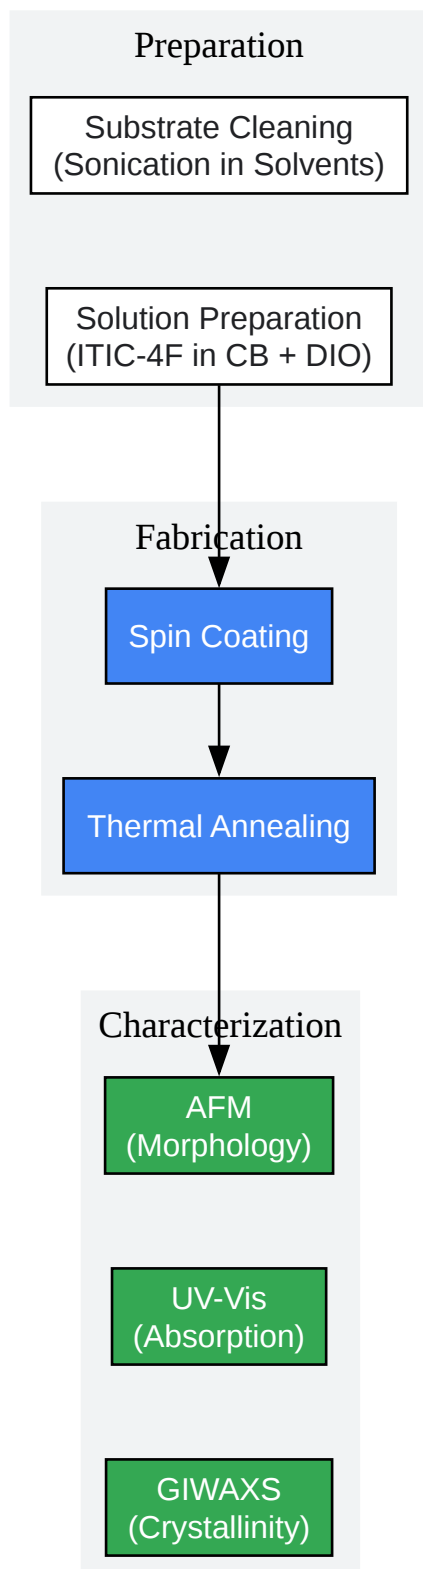 Preparation
Substrate Cleaning
(Sonication in Solvents)
Solution Preparation
(ITIC-4F in CB + DIO)
Fabrication
Spin Coating
Thermal Annealing
Characterization
AFM
(Morphology)
UV-Vis
(Absorption)
GIWAXS
(Crystallinity)